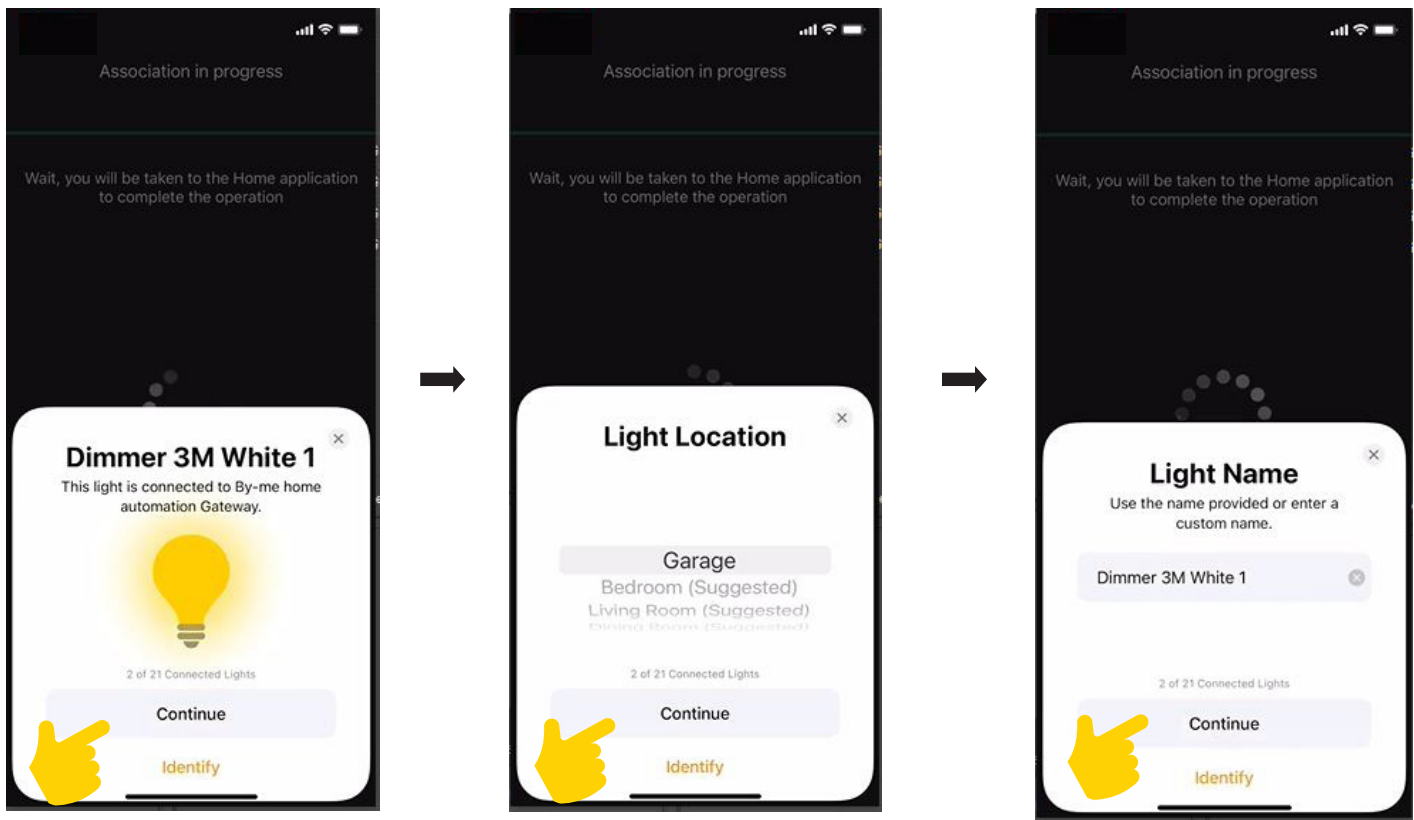 Association in progress
Wait, you will be taken to the Home application
to complete the operation
Dimmer 3M White 1
This light is connected to By-me home
automation Gateway.
2 of 21 Connected Lights
Continue
Identify
Association in progress
Wait, you will be taken to the Home application
to complete the operation
Light Location
Garage
Bedroom (Suggested)
Living Room (Suggested)
Dining Room (Suggested)
2 of 21 Connected Lights
Continue
Identify
Association in progress
Wait, you will be taken to the Home application
to complete the operation
Light Name
Use the name provided or enter a
custom name.
Dimmer 3M White 1
2 of 21 Connected Lights
Continue
Identify